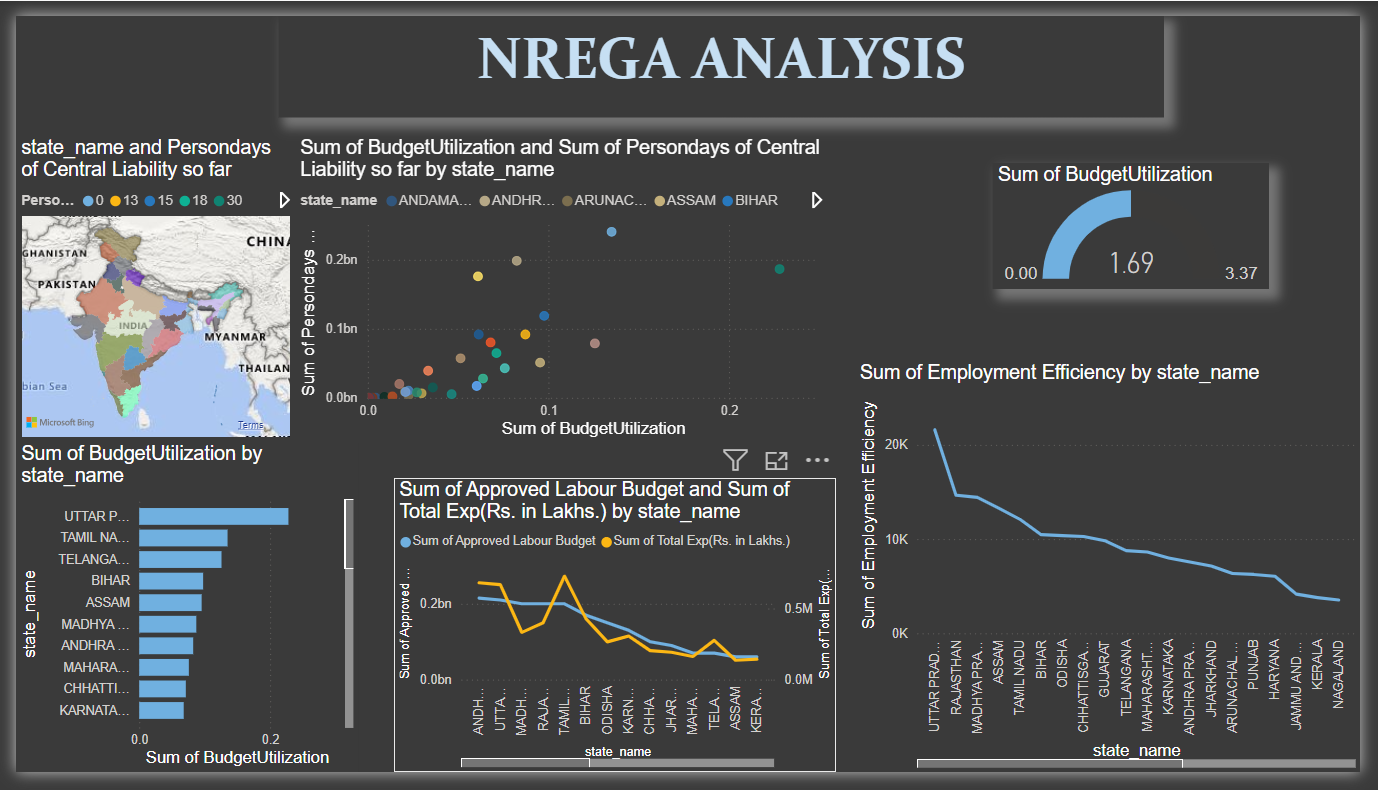 NREGA ANALYSIS
state_name and Persondays
of Central Liability so far
Perso... 0 13 15 18 30
CHINA
GHANISTAN
PAKISTAN
INDIA
MYANMAR
THAILAN
bian Sea
Microsoft Bing
Terms
Sum of BudgetUtilization and Sum of Persondays of Central
Liability so far by state_name
state_name ANDAMA... ANDHR... ARUNAC... ASSAM BIHAR
Sum of Persondays ...
0.2bn
0.1bn
0.0bn
0.0 0.1 0.2
Sum of BudgetUtilization
Sum of BudgetUtilization
0.00 1.69 3.37
Sum of BudgetUtilization by
state_name
state_name
UTTAR P...
TAMIL NA...
TELANGA...
BIHAR
ASSAM
MADHYA ...
ANDHRA ...
MAHARA...
CHHATTI...
KARNATA...
0.0 0.2
Sum of BudgetUtilization
Sum of Approved Labour Budget and Sum of
Total Exp(Rs. in Lakhs.) by state_name
Sum of Approved Labour Budget Sum of Total Exp(Rs. in Lakhs.)
Sum of Approved ...
0.2bn
0.0bn
0.5M
0.0M
Sum of Total Exp(...
ANDH...
UTTA...
MADH...
RAJA...
TAMIL...
BIHAR
ODISHA
KARN...
CHHA...
JHAR...
MAHA...
TELA...
ASSAM
KERA...
state_name
Sum of Employment Efficiency by state_name
Sum of Employment Efficiency
20K
10K
0K
UTTAR PRAD...
RAJASTHAN
MADHYA PRA...
ASSAM
TAMIL NADU
BIHAR
ODISHA
CHHATTISGA...
GUJARAT
TELANGANA
MAHARASHT...
KARNATAKA
ANDHRA PRA...
JHARKHAND
ARUNACHAL ...
PUNJAB
HARYANA
JAMMU AND ...
KERALA
NAGALAND
state_name